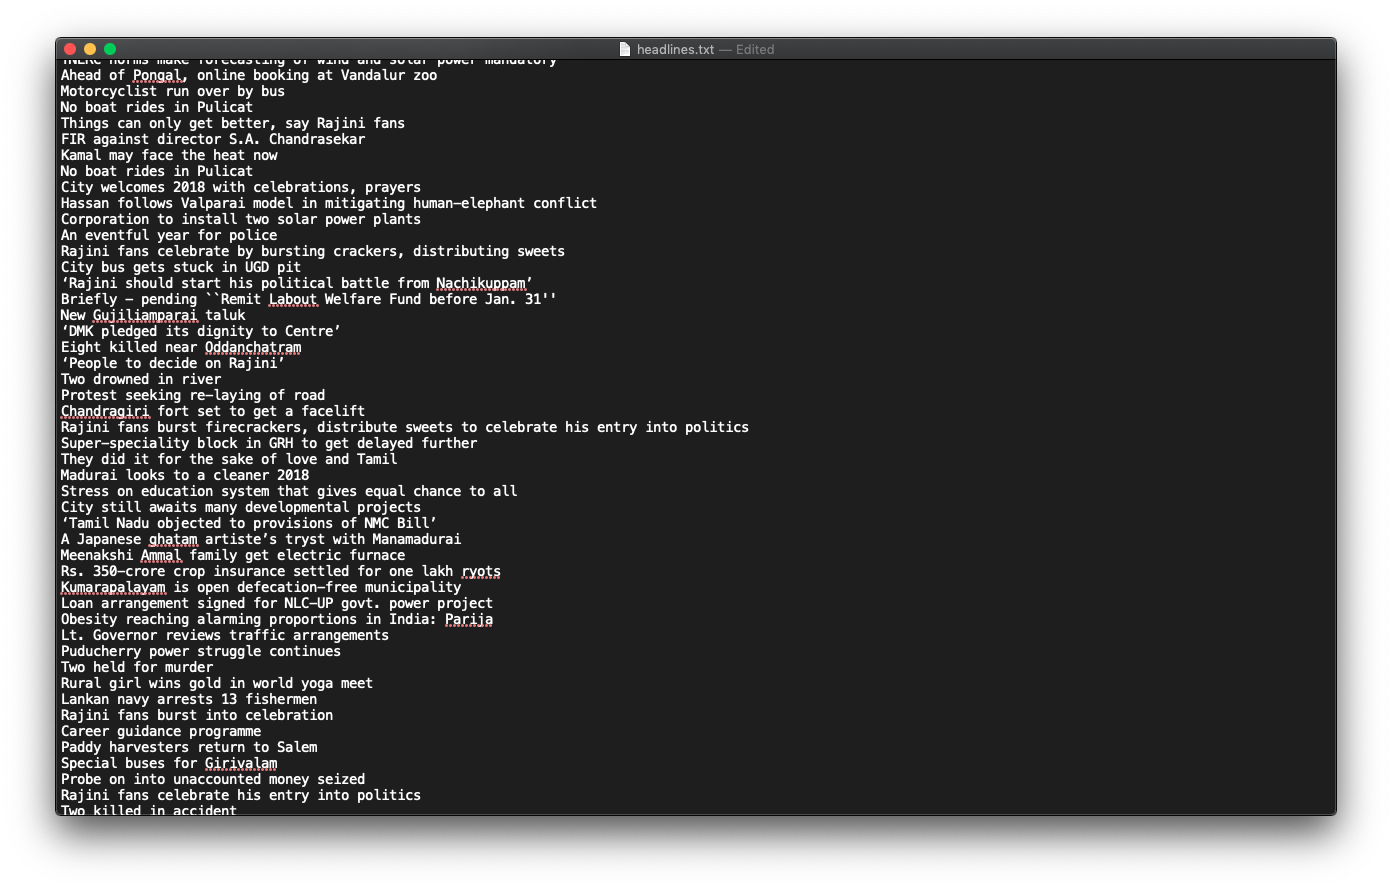 headlines.txt — Edited
TNERC norms make forecasting of wind and solar power mandatory
Ahead of Pongal, online booking at Vandalur zoo
Motorcyclist run over by bus
No boat rides in Pulicat
Things can only get better, say Rajini fans
FIR against director S.A. Chandrasekar
Kamal may face the heat now
No boat rides in Pulicat
City welcomes 2018 with celebrations, prayers
Hassan follows Valparai model in mitigating human-elephant conflict
Corporation to install two solar power plants
An eventful year for police
Rajini fans celebrate by bursting crackers, distributing sweets
City bus gets stuck in UGD pit
‘Rajini should start his political battle from Nachikuppam’
Briefly - pending ``Remit Labout Welfare Fund before Jan. 31''
New Gujiliamparai taluk
‘DMK pledged its dignity to Centre’
Eight killed near Oddanchatram
‘People to decide on Rajini’
Two drowned in river
Protest seeking re-laying of road
Chandragiri fort set to get a facelift
Rajini fans burst firecrackers, distribute sweets to celebrate his entry into politics
Super-speciality block in GRH to get delayed further
They did it for the sake of love and Tamil
Madurai looks to a cleaner 2018
Stress on education system that gives equal chance to all
City still awaits many developmental projects
‘Tamil Nadu objected to provisions of NMC Bill’
A Japanese ghatam artiste’s tryst with Manamadurai
Meenakshi Ammal family get electric furnace
Rs. 350-crore crop insurance settled for one lakh ryots
Kumarapalayam is open defecation-free municipality
Loan arrangement signed for NLC-UP govt. power project
Obesity reaching alarming proportions in India: Parija
Lt. Governor reviews traffic arrangements
Puducherry power struggle continues
Two held for murder
Rural girl wins gold in world yoga meet
Lankan navy arrests 13 fishermen
Rajini fans burst into celebration
Career guidance programme
Paddy harvesters return to Salem
Special buses for Girivalam
Probe on into unaccounted money seized
Rajini fans celebrate his entry into politics
Two killed in accident